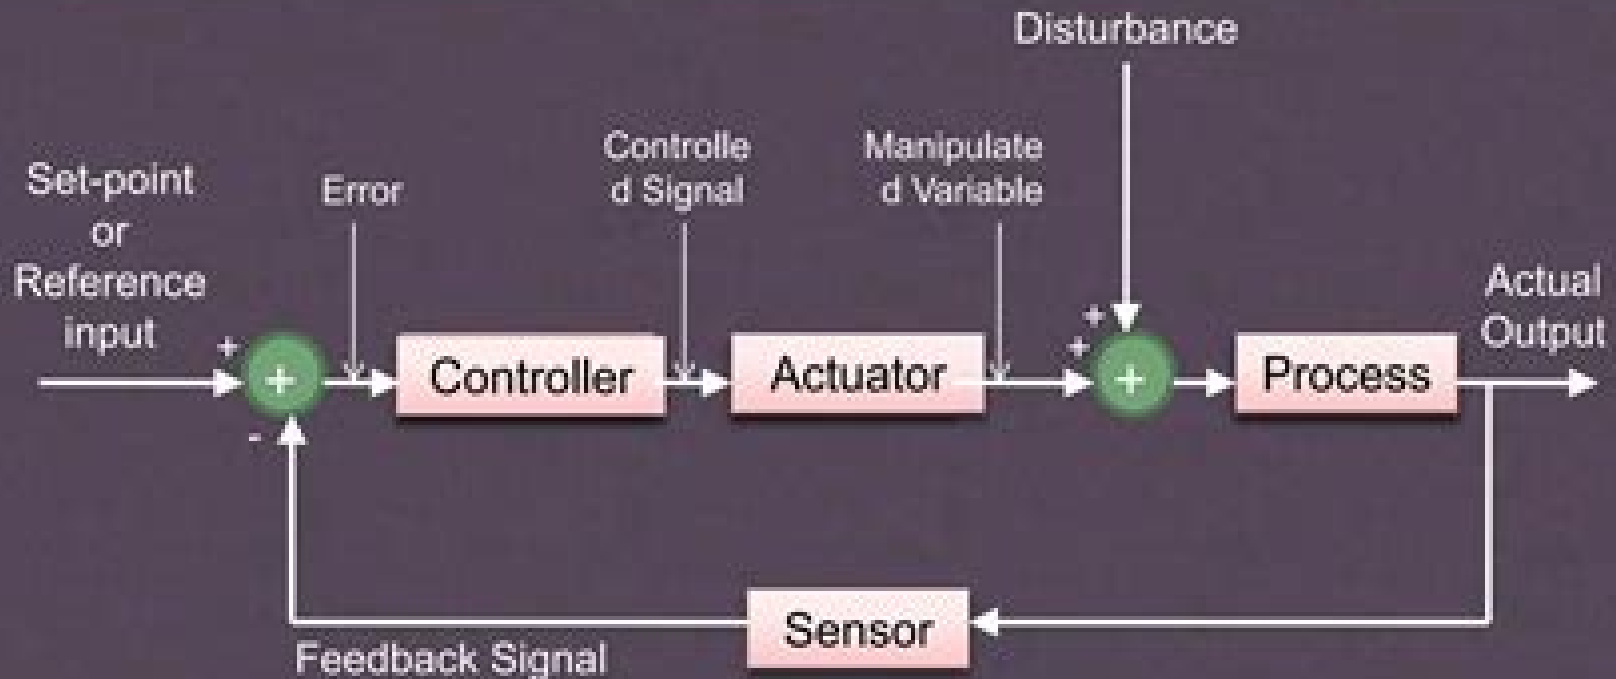 Disturbance
Set-point
or
Reference
input
Error
Controlle
d Signal
Manipulate
d Variable
Actual
Output
+
+
+
+
+
-
Controller
Actuator
Process
Sensor
Feedback Signal